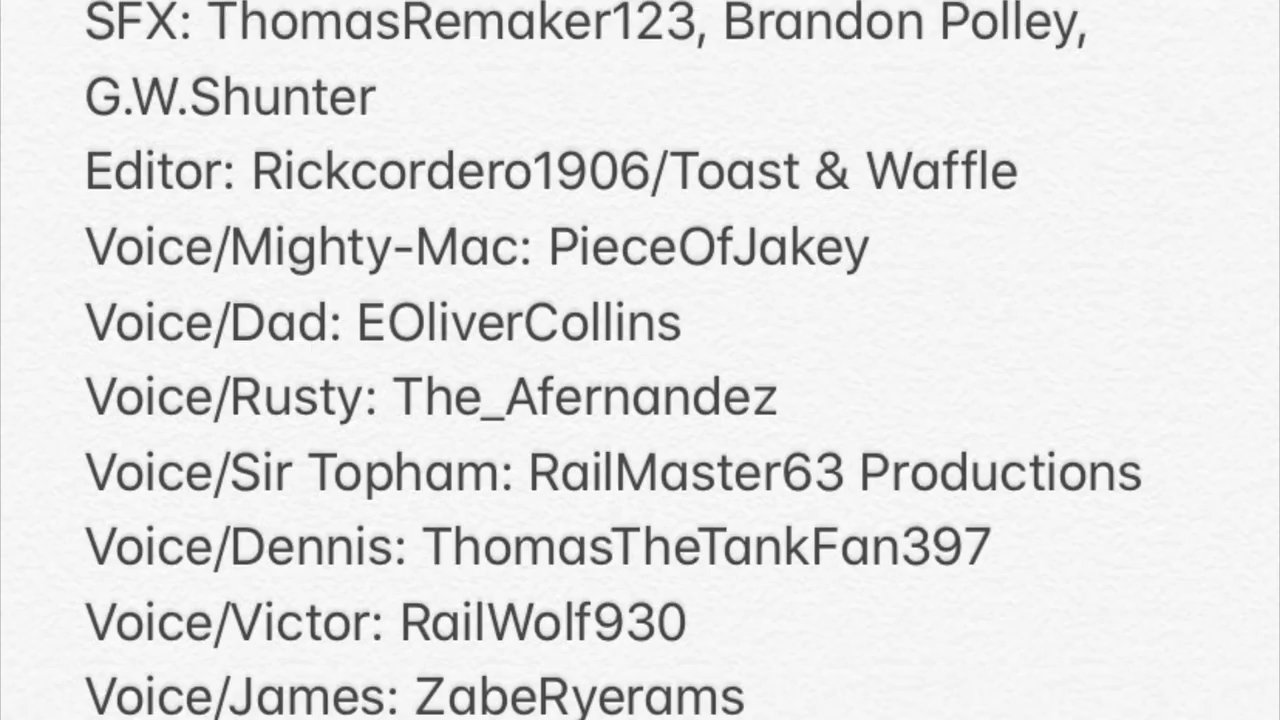 SFX: ThomasRemaker123, Brandon Polley,
G.W.Shunter
Editor: Rickcordero1906/Toast & Waffle
Voice/Mighty-Mac: PieceOfJakey
Voice/Dad: EOliverCollins
Voice/Rusty: The_Afernandez
Voice/Sir Topham: RailMaster63 Productions
Voice/Dennis: ThomasTheTankFan397
Voice/Victor: RailWolf930
Voice/James: ZabeRyerams